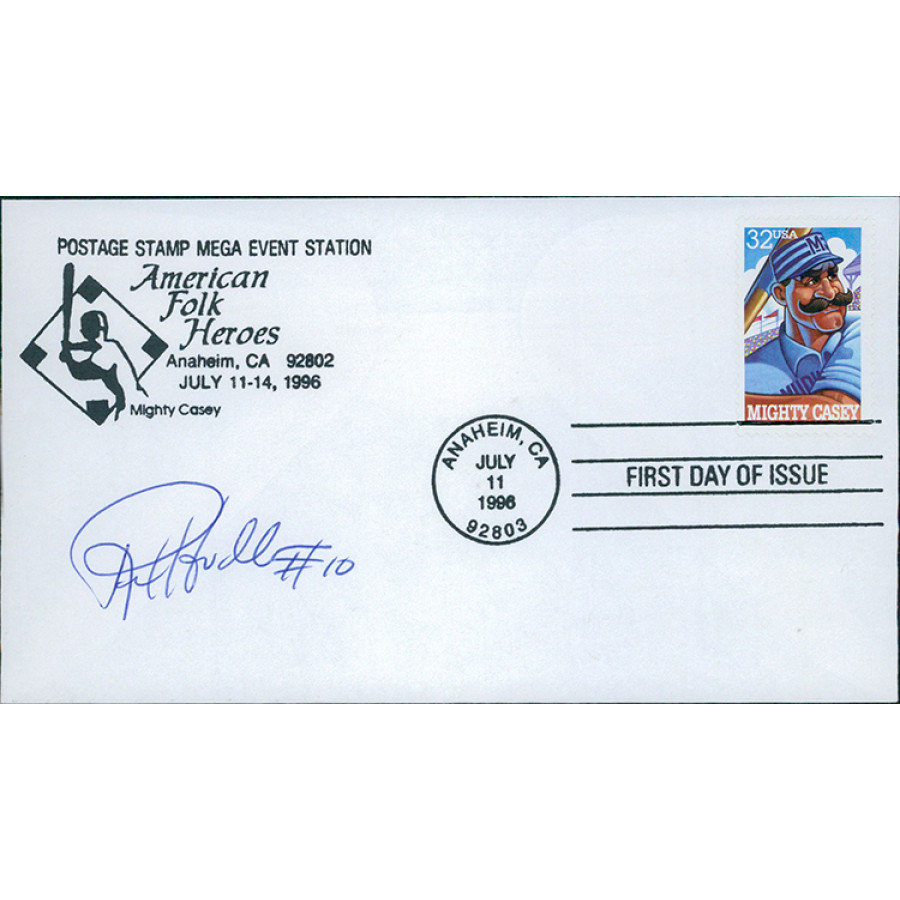 POSTAGE STAMP MEGA EVENT STATION
American
Folk
Heroes
Anaheim, CA 92802
JULY 11-14, 1996
Mighty Casey
32USA
M
MUDV
MIGHTY CASEY
ANAHEIM, CA
JULY
11
1996
92803
FIRST DAY OF ISSUE
#10